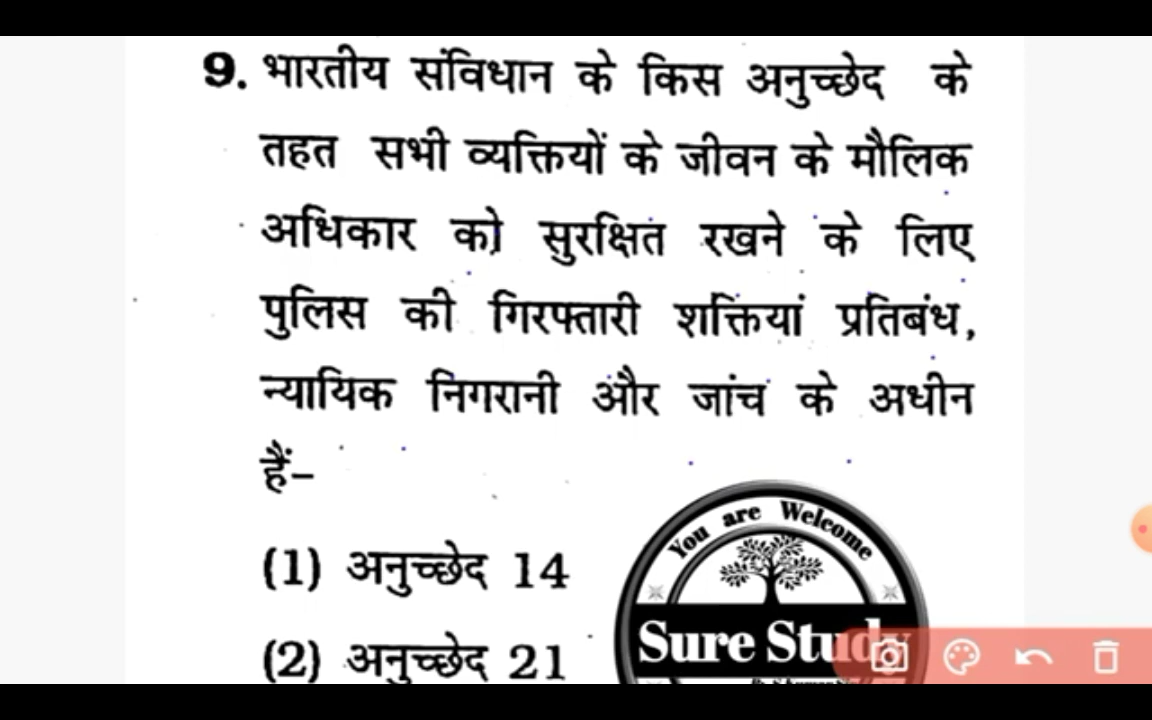 9. भारतीय संविधान के किस अनुच्छेद के
तहत सभी व्यक्तियों के जीवन के मौलिक
अधिकार को सुरक्षित रखने के लिए
पुलिस की गिरफ्तारी शक्तियां प्रतिबंध,
न्यायिक निगरानी और जांच के अधीन
हैं–
(1) अनुच्छेद 14
(2) अनुच्छेद 21
You are Welcome
Sure Study